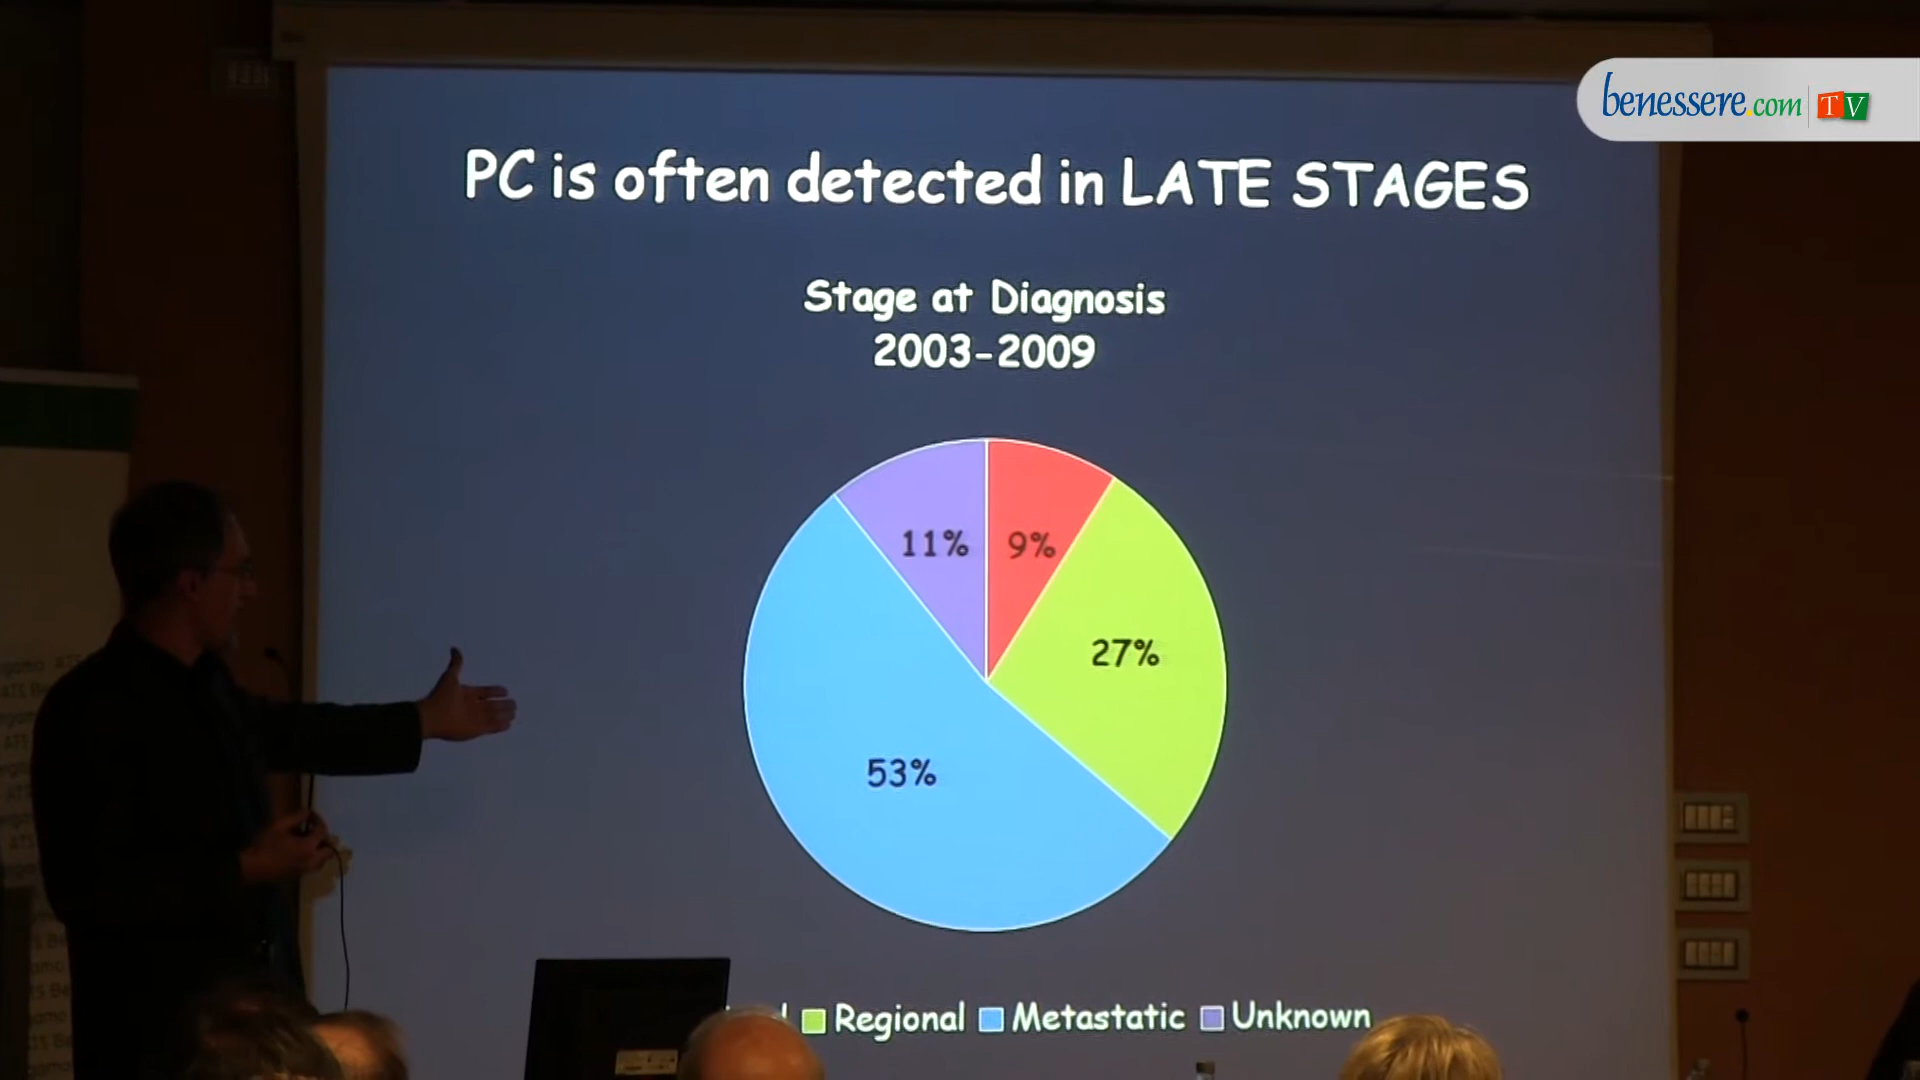 benessere.com TV
PC is often detected in LATE STAGES
Stage at Diagnosis
2003-2009
11%
9%
27%
53%
Regional
Metastatic
Unknown